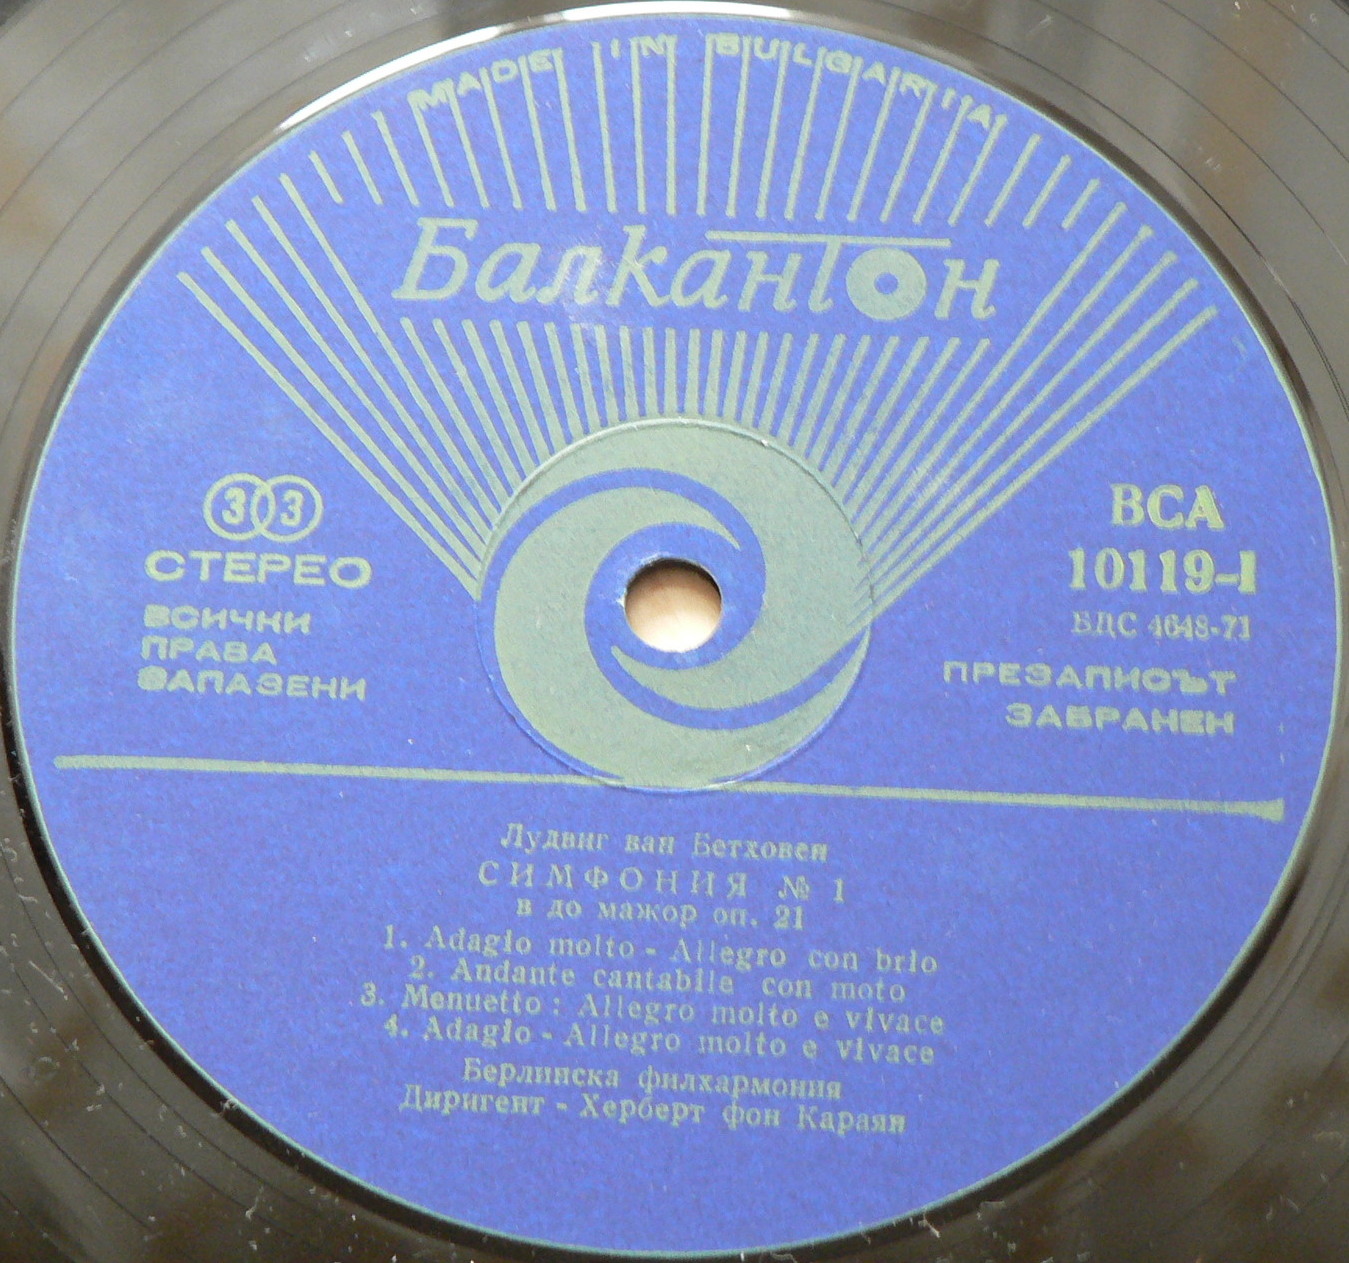 MADE IN BULGARIA
Балкантон
33
СТЕРЕО
ВСИЧКИ
ПРАВА
ЗАПАЗЕНИ
ВСА
10119-I
БДС 4648-71
ПРЕЗАПИСЪТ
ЗАБРАНЕН
Лудвиг ван Бетховен
СИМФОНИЯ № 1
в до мажор оп. 21
1. Adagio molto - Allegro con brio
2. Andante cantabile con moto
3. Menuetto : Allegro molto e vivace
4. Adagio - Allegro molto e vivace
Берлинска филхармония
Диригент - Херберт фон Караян